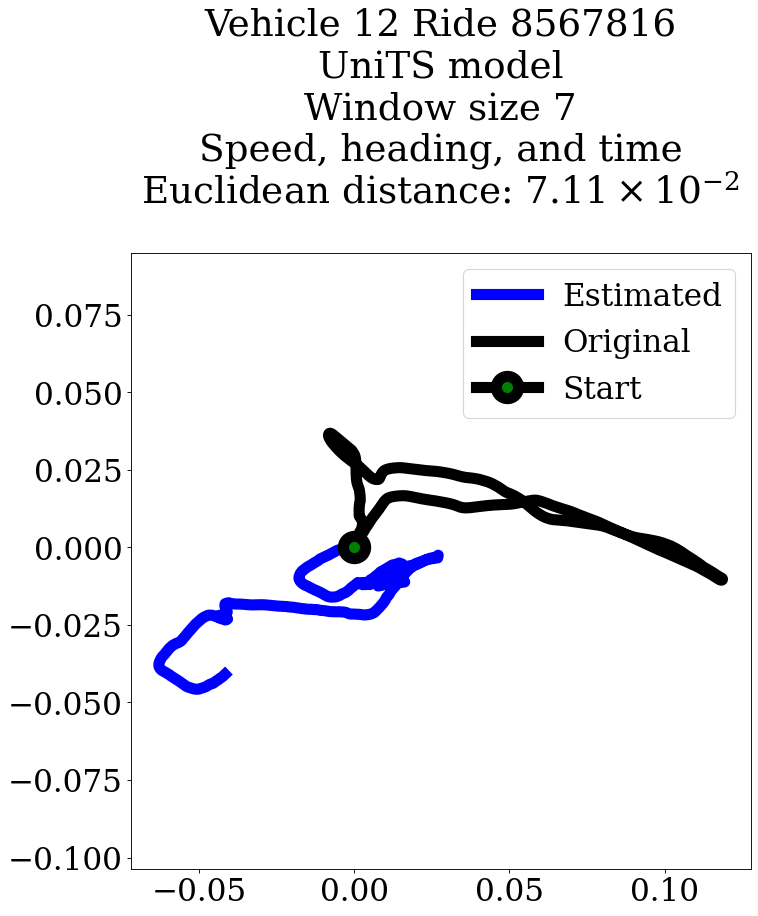 Vehicle 12 Ride 8567816
UniTS model
Window size 7
Speed, heading, and time
Euclidean distance: 7.11 × 10⁻²
Estimated
Original
Start
0.075
0.050
0.025
0.000
−0.025
−0.050
−0.075
−0.100
−0.05
0.00
0.05
0.10